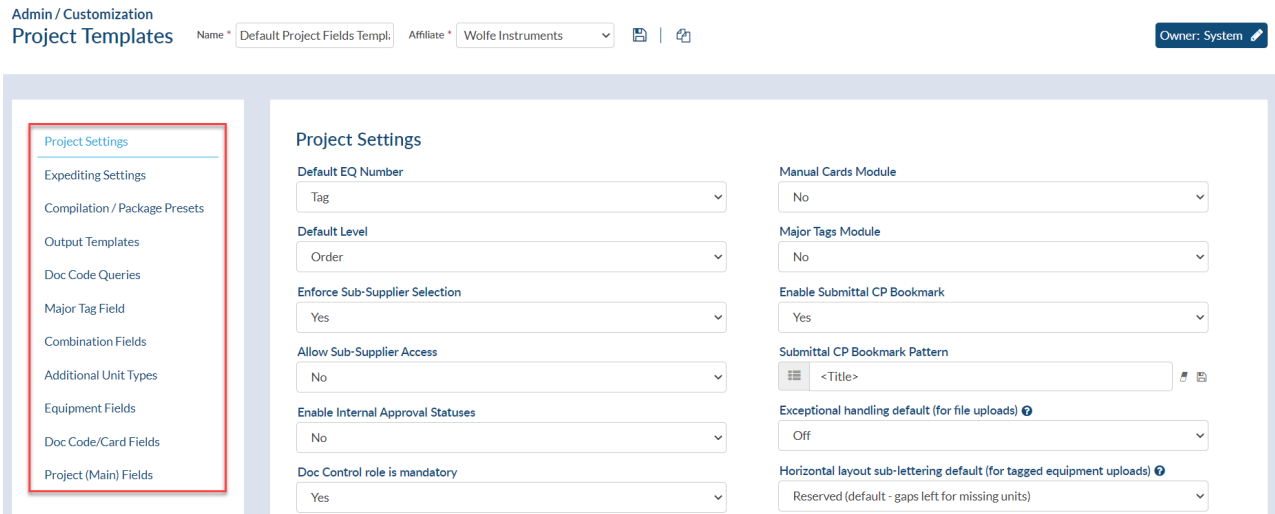 Admin / Customization
Project Templates
Name * Default Project Fields Templ
Affiliate * Wolfe Instruments
Owner: System
Project Settings
Expediting Settings
Compilation / Package Presets
Output Templates
Doc Code Queries
Major Tag Field
Combination Fields
Additional Unit Types
Equipment Fields
Doc Code/Card Fields
Project (Main) Fields
Project Settings
Default EQ Number
Tag
Default Level
Order
Enforce Sub-Supplier Selection
Yes
Allow Sub-Supplier Access
No
Enable Internal Approval Statuses
No
Doc Control role is mandatory
Yes
Manual Cards Module
No
Major Tags Module
No
Enable Submittal CP Bookmark
Yes
Submittal CP Bookmark Pattern
<Title>
Exceptional handling default (for file uploads)
Off
Horizontal layout sub-lettering default (for tagged equipment uploads)
Reserved (default - gaps left for missing units)